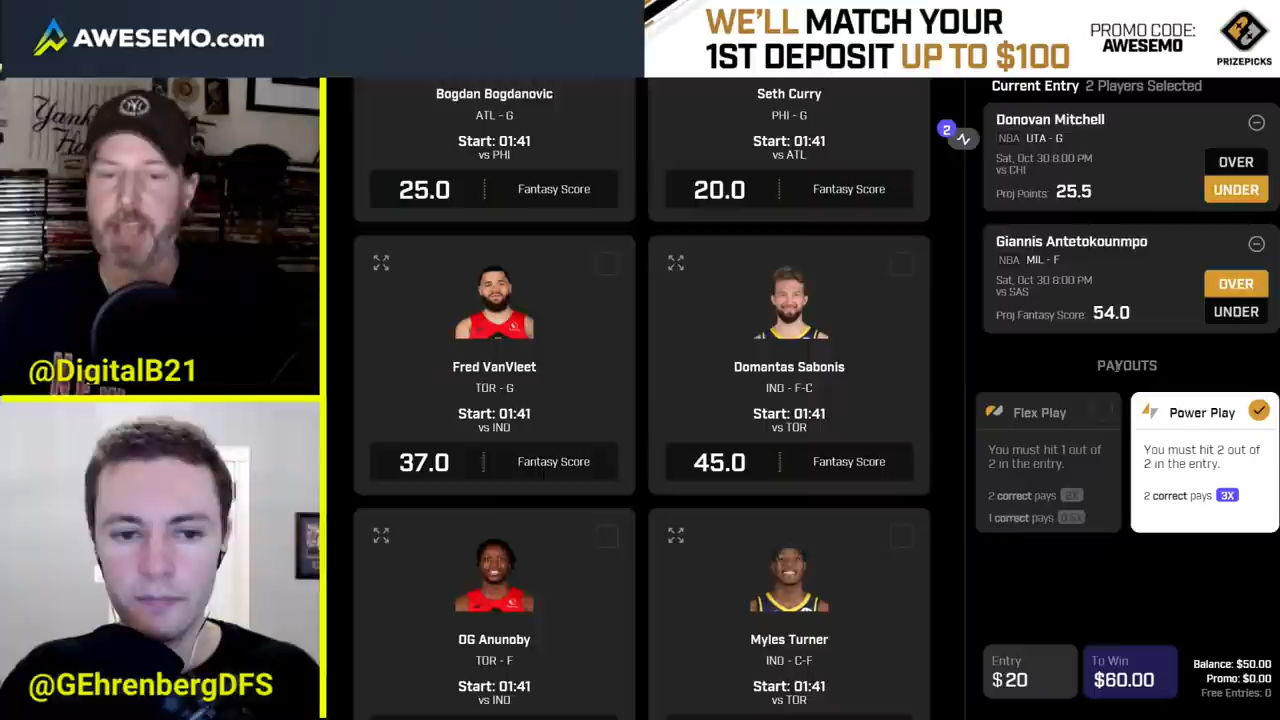 AWESEMO.com
WE'LL MATCH YOUR
1ST DEPOSIT UP TO $100
PROMO CODE:
AWESEMO
PRIZEPICKS
Yankee
@DigitalB21
@GEhrenbergDFS
Bogdan Bogdanovic
ATL - G
Start: 01:41
vs PHI
25.0
Fantasy Score
Seth Curry
PHI - G
Start: 01:41
vs ATL
20.0
Fantasy Score
Fred VanVleet
TOR - G
Start: 01:41
vs IND
37.0
Fantasy Score
Domantas Sabonis
IND - F-C
Start: 01:41
vs TOR
45.0
Fantasy Score
OG Anunoby
TOR - F
Start: 01:41
vs IND
Myles Turner
IND - C-F
Start: 01:41
vs TOR
2
Current Entry 2 Players Selected
Donovan Mitchell
NBA UTA - G
Sat, Oct 30 8:00 PM
vs CHI
Proj Points: 25.5
OVER
UNDER
Giannis Antetokounmpo
NBA MIL - F
Sat, Oct 30 8:00 PM
vs SAS
Proj Fantasy Score: 54.0
OVER
UNDER
PAYOUTS
Flex Play
You must hit 1 out of
2 in the entry.
2 correct pays 2X
1 correct pays 0.5X
Power Play
You must hit 2 out of
2 in the entry.
2 correct pays 3X
Entry
$20
To Win
$60.00
Balance: $50.00
Promo: $0.00
Free Entries: 0